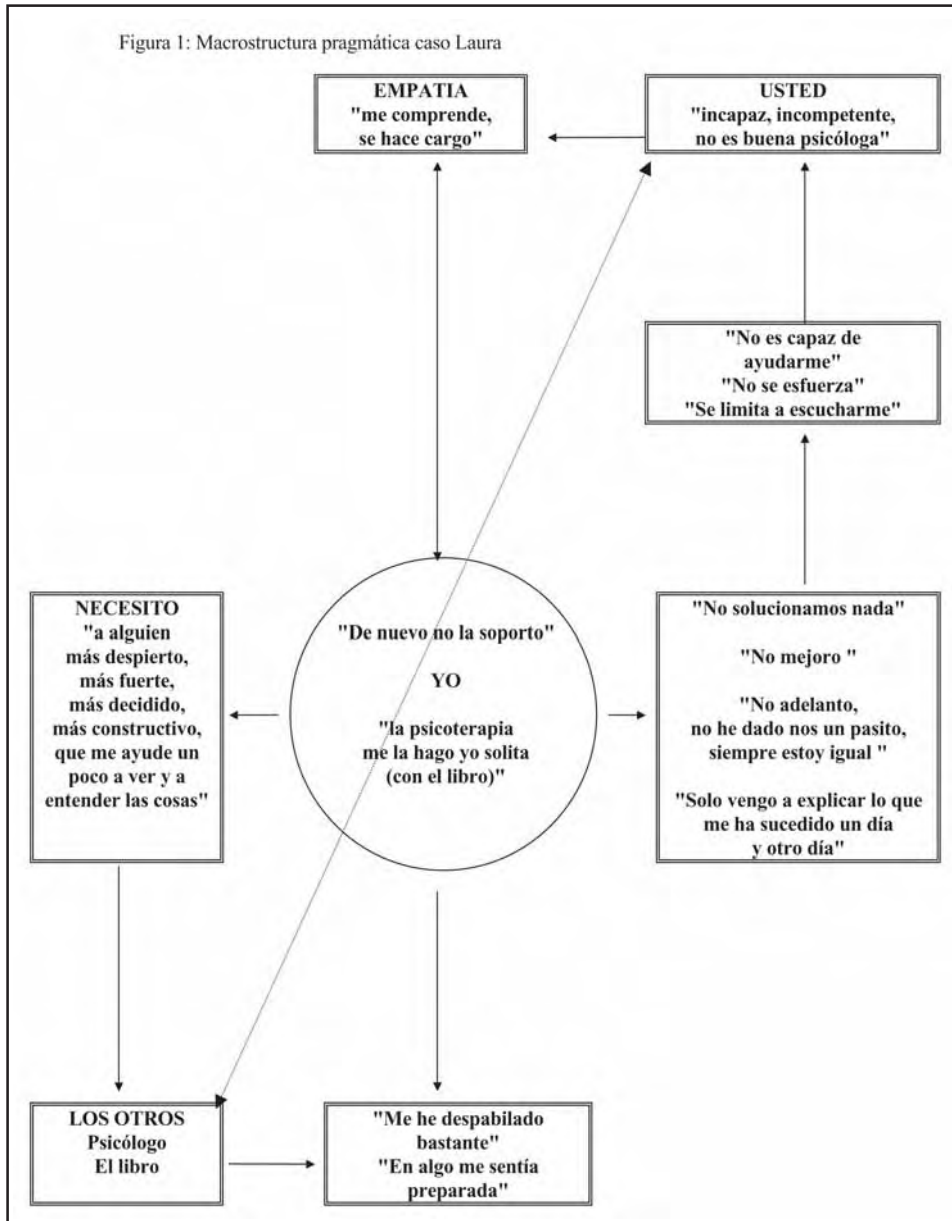 Figura 1: Macrostructura pragmática caso Laura
EMPATIA
"me comprende,
se hace cargo"
USTED
"incapaz, incompetente,
no es buena psicóloga"
"No es capaz de
ayudarme"
"No se esfuerza"
"Se limita a escucharme"
NECESITO
"a alguien
más despierto,
más fuerte,
más decidido,
más constructivo,
que me ayude un
poco a ver y a
entender las cosas"
"De nuevo no la soporto"
YO
"la psicoterapia
me la hago yo solita
(con el libro)"
"No solucionamos nada"
"No mejoro "
"No adelanto,
no he dado nos un pasito,
siempre estoy igual "
"Solo vengo a explicar lo que
me ha sucedido un día
y otro día"
LOS OTROS
Psicólogo
El libro
"Me he despabilado
bastante"
"En algo me sentía
preparada"